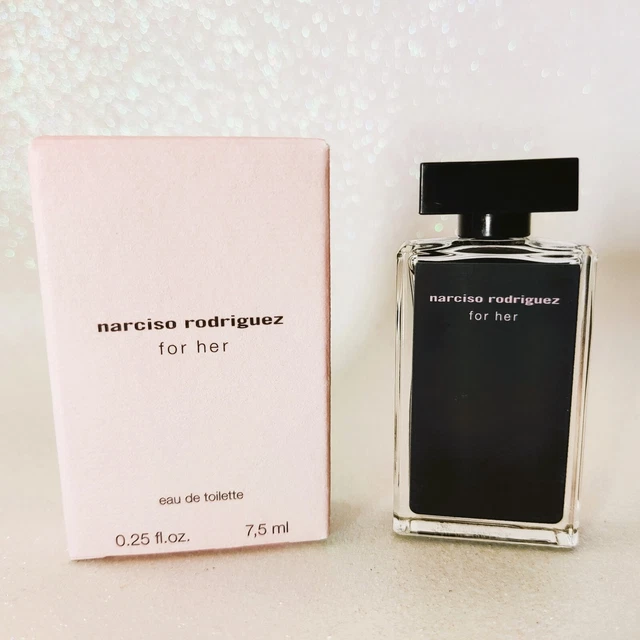 narciso rodriguez
for her
eau de toilette
0.25 fl.oz. 7,5 ml
narciso rodriguez
for her